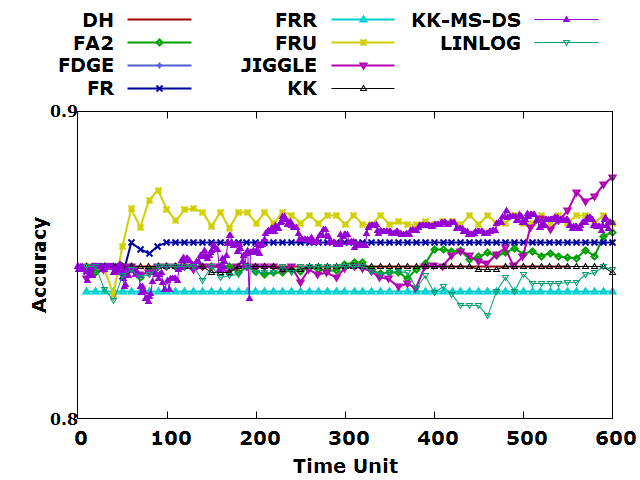 DH
FA2
FDGE
FR
FRR
FRU
JIGGLE
KK
KK-MS-DS
LINLOG
0.9
Accuracy
0.8
0 100 200 300 400 500 600
Time Unit